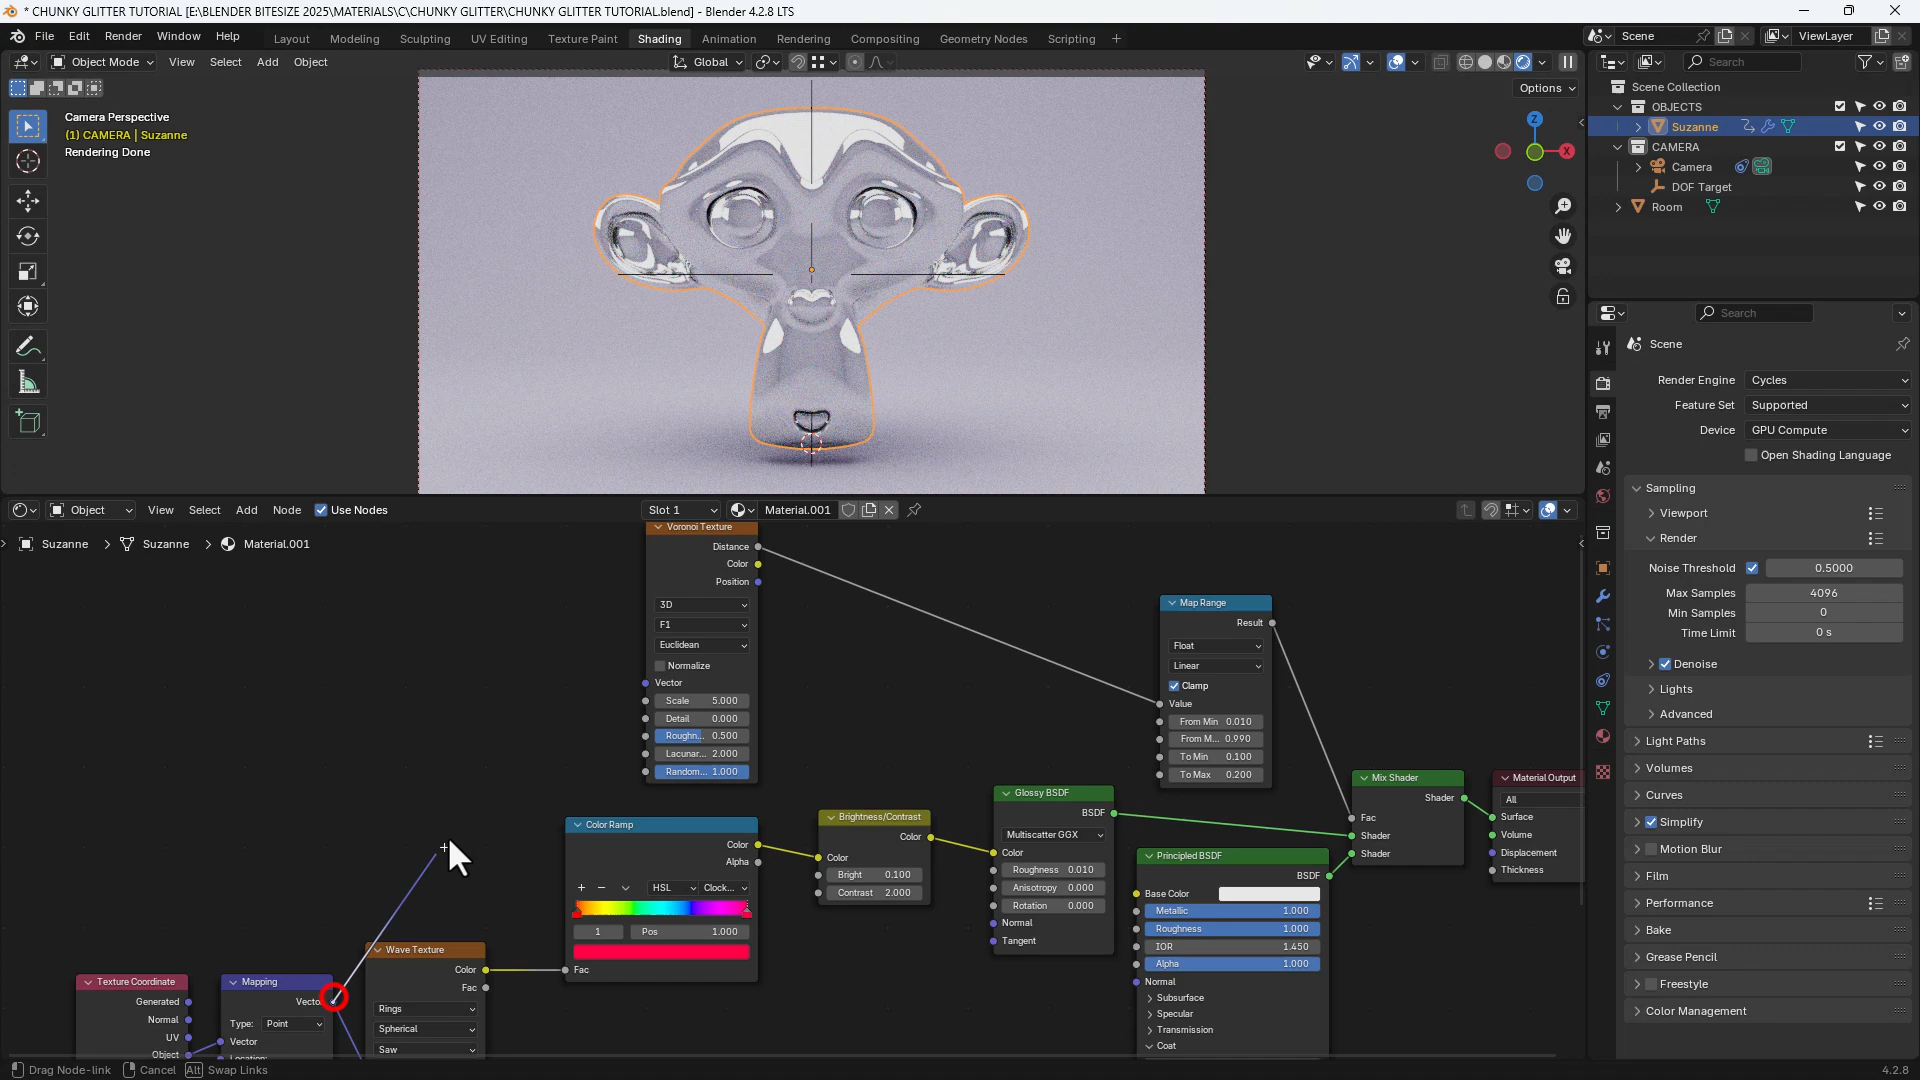 * CHUNKY GLITTER TUTORIAL [E:\BLENDER BITESIZE 2025\MATERIALS\C\CHUNKY GLITTER\CHUNKY GLITTER TUTORIAL.blend] - Blender 4.2.8 LTS
File Edit Render Window Help Layout Modeling Sculpting UV Editing Texture Paint Shading Animation Rendering Compositing Geometry Nodes Scripting + Scene ViewLayer
Object Mode View Select Add Object Global Search
Options
Camera Perspective
(1) CAMERA | Suzanne
Rendering Done
Z
X
Scene Collection
OBJECTS
Suzanne
CAMERA
Camera
DOF Target
Room
Search
Scene
Render Engine Cycles
Feature Set Supported
Device GPU Compute
Open Shading Language
Sampling
Viewport
Render
Noise Threshold 0.5000
Max Samples 4096
Min Samples 0
Time Limit 0 s
Denoise
Lights
Advanced
Light Paths
Volumes
Curves
Simplify
Motion Blur
Film
Performance
Bake
Grease Pencil
Freestyle
Color Management
Object View Select Add Node Use Nodes Slot 1 Material.001
Suzanne > Suzanne > Material.001
Voronoi Texture
Distance
Color
Position
3D
F1
Euclidean
Normalize
Vector
Scale 5.000
Detail 0.000
Roughn... 0.500
Lacunar... 2.000
Random... 1.000
Map Range
Result
Float
Linear
Clamp
Value
From Min 0.010
From M... 0.990
To Min 0.100
To Max 0.200
Mix Shader
Shader
Fac
Shader
Shader
Material Output
All
Surface
Volume
Displacement
Thickness
Glossy BSDF
BSDF
Multiscatter GGX
Color
Roughness 0.010
Anisotropy 0.000
Rotation 0.000
Normal
Tangent
Principled BSDF
BSDF
Base Color
Metallic 1.000
Roughness 1.000
IOR 1.450
Alpha 1.000
Normal
Subsurface
Specular
Transmission
Coat
Brightness/Contrast
Color
Color
Bright 0.100
Contrast 2.000
Color Ramp
Color
Alpha
+ − HSL Clock...
1 Pos 1.000
Fac
Wave Texture
Color
Fac
Rings
Spherical
Saw
Texture Coordinate
Generated
Normal
UV
Object
Mapping
Type: Point
Vector
Drag Node-link Cancel Alt Swap Links 4.2.8